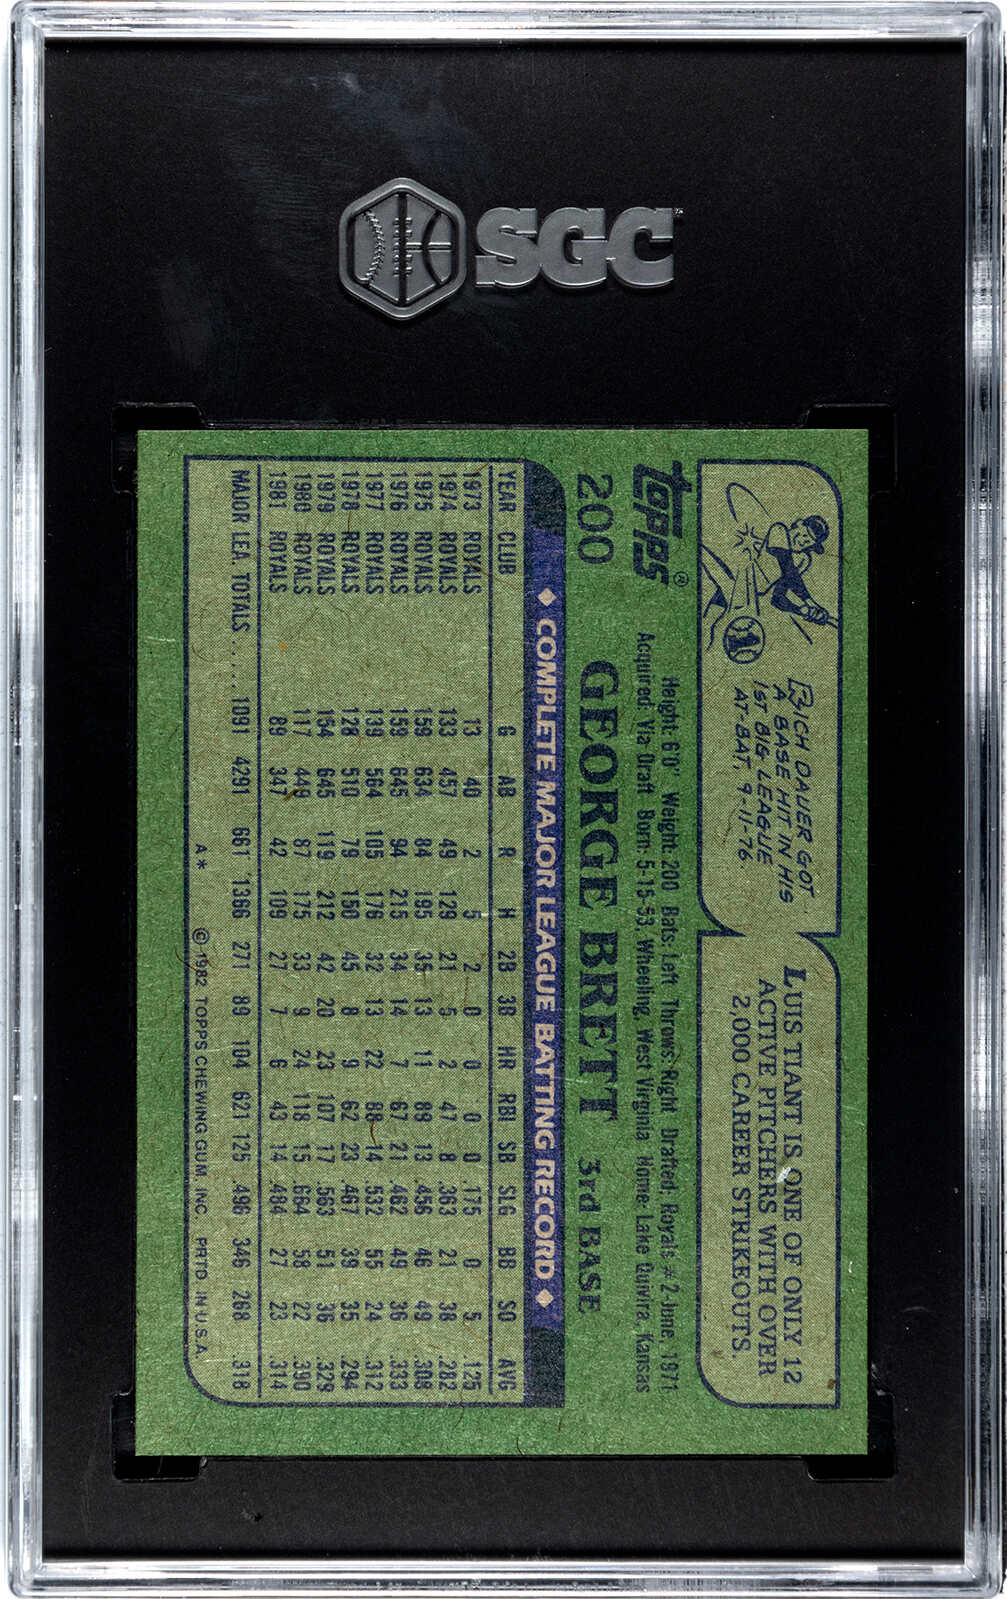 SGC
RICH DAUER GOT
A BASE HIT IN HIS
1ST BIG LEAGUE
AT-BAT, 9-11-76.
LUIS TIANT IS ONE OF ONLY 12
ACTIVE PITCHERS WITH OVER
2,000 CAREER STRIKEOUTS.
Topps®
Height: 6'0" Weight: 200 Bats: Left Throws: Right Drafted: Royals #2 June, 1971
Acquired: Via Draft Born: 5-15-53, Wheeling, West Virginia Home: Lake Quivira, Kansas
200 GEORGE BRETT 3rd BASE
◆ COMPLETE MAJOR LEAGUE BATTING RECORD ◆
YEAR CLUB G AB R H 2B 3B HR RBI SB SLG BB SO AVG
1973 ROYALS 13 40 2 5 2 0 0 0 0 .175 0 5 .125
1974 ROYALS 133 457 49 129 21 5 2 47 8 .363 21 38 .282
1975 ROYALS 159 634 84 195 35 13 11 89 13 .456 46 49 .308
1976 ROYALS 159 645 94 215 34 14 7 67 21 .462 49 36 .333
1977 ROYALS 139 564 105 176 32 13 22 88 14 .532 55 24 .312
1978 ROYALS 128 510 79 150 45 8 9 62 23 .467 39 35 .294
1979 ROYALS 154 645 119 212 42 20 23 107 17 .563 51 36 .329
1980 ROYALS 117 449 87 175 33 9 24 118 15 .664 58 22 .390
1981 ROYALS 89 347 42 109 27 7 6 43 14 .484 27 23 .314
MAJOR LEA. TOTALS ...... 1091 4291 661 1366 271 89 104 621 125 .496 346 268 .318
A* © 1982 TOPPS CHEWING GUM, INC. PRTD. IN U.S.A.